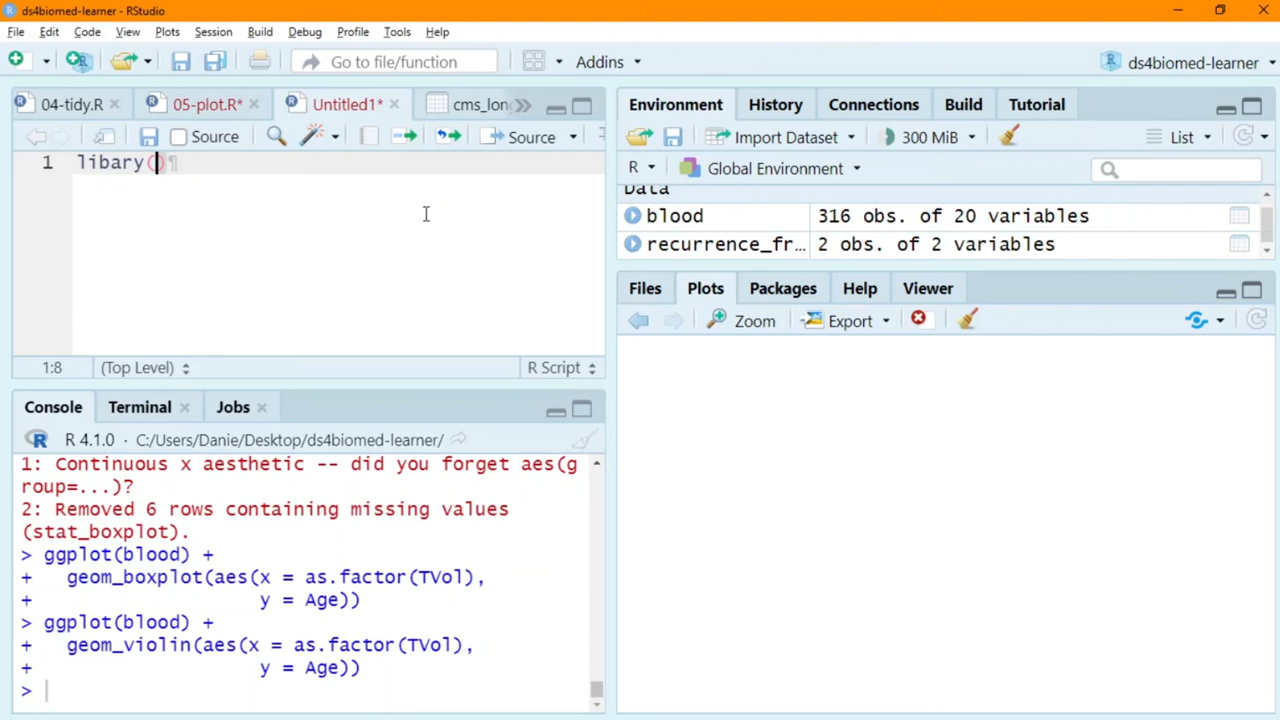 ds4biomed-learner - RStudio
File Edit Code View Plots Session Build Debug Profile Tools Help
Go to file/function Addins ds4biomed-learner
04-tidy.R 05-plot.R* Untitled1* cms_lon
Source Source
1 libary()¶
1:8 (Top Level) R Script
Console Terminal Jobs
R 4.1.0 · C:/Users/Danie/Desktop/ds4biomed-learner/
1: Continuous x aesthetic -- did you forget aes(g
roup=...)?
2: Removed 6 rows containing missing values
(stat_boxplot).
> ggplot(blood) +
+ geom_boxplot(aes(x = as.factor(TVol),
+ y = Age))
> ggplot(blood) +
+ geom_violin(aes(x = as.factor(TVol),
+ y = Age))
>
Environment History Connections Build Tutorial
Import Dataset 300 MiB List
R Global Environment
Data
blood 316 obs. of 20 variables
recurrence_fr... 2 obs. of 2 variables
Files Plots Packages Help Viewer
Zoom Export